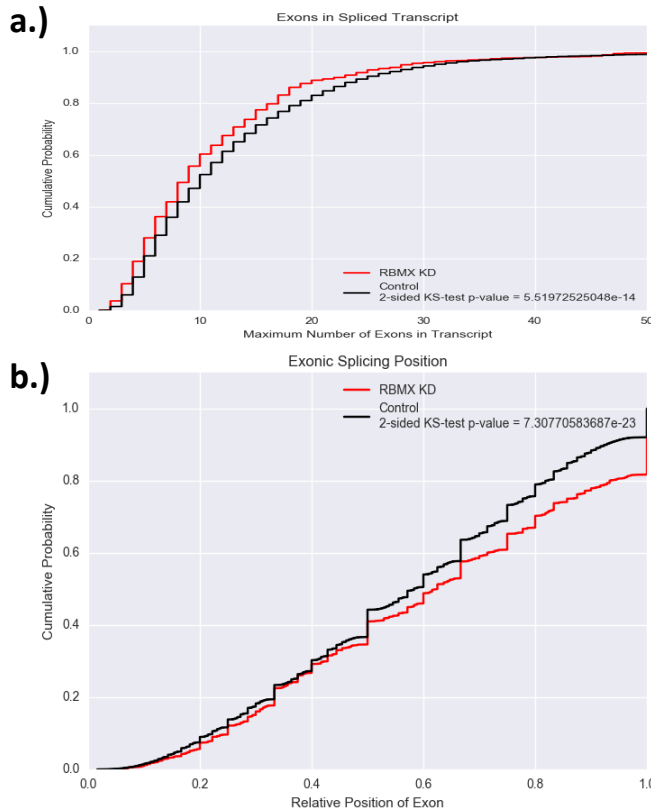 a.)
Exons in Spliced Transcript
Cumulative Probability
1.0
0.8
0.6
0.4
0.2
0.0
RBMX KD
Control
2-sided KS-test p-value = 5.51972525048e-14
0 10 20 30 40 50
Maximum Number of Exons in Transcript
b.)
Exonic Splicing Position
Cumulative Probability
1.0
0.8
0.6
0.4
0.2
0.0
RBMX KD
Control
2-sided KS-test p-value = 7.30770583687e-23
0.0 0.2 0.4 0.6 0.8 1.0
Relative Position of Exon